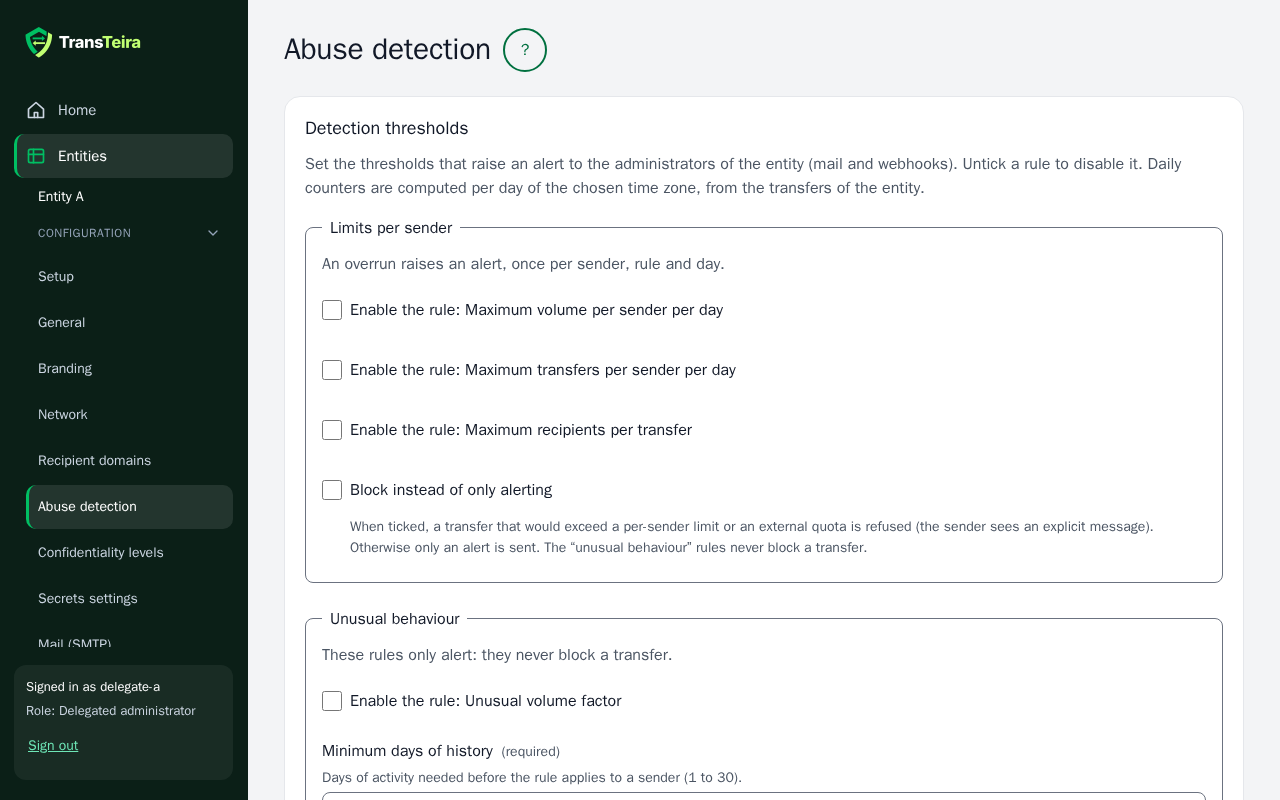 TransTeira
Home
Entities
Entity A
CONFIGURATION
Setup
General
Branding
Network
Recipient domains
Abuse detection
Confidentiality levels
Secrets settings
Mail (SMTP)
Signed in as delegate-a
Role: Delegated administrator
Sign out
Abuse detection ?
Detection thresholds
Set the thresholds that raise an alert to the administrators of the entity (mail and webhooks). Untick a rule to disable it. Daily
counters are computed per day of the chosen time zone, from the transfers of the entity.
Limits per sender
An overrun raises an alert, once per sender, rule and day.
Enable the rule: Maximum volume per sender per day
Enable the rule: Maximum transfers per sender per day
Enable the rule: Maximum recipients per transfer
Block instead of only alerting
When ticked, a transfer that would exceed a per-sender limit or an external quota is refused (the sender sees an explicit message).
Otherwise only an alert is sent. The “unusual behaviour” rules never block a transfer.
Unusual behaviour
These rules only alert: they never block a transfer.
Enable the rule: Unusual volume factor
Minimum days of history (required)
Days of activity needed before the rule applies to a sender (1 to 30).